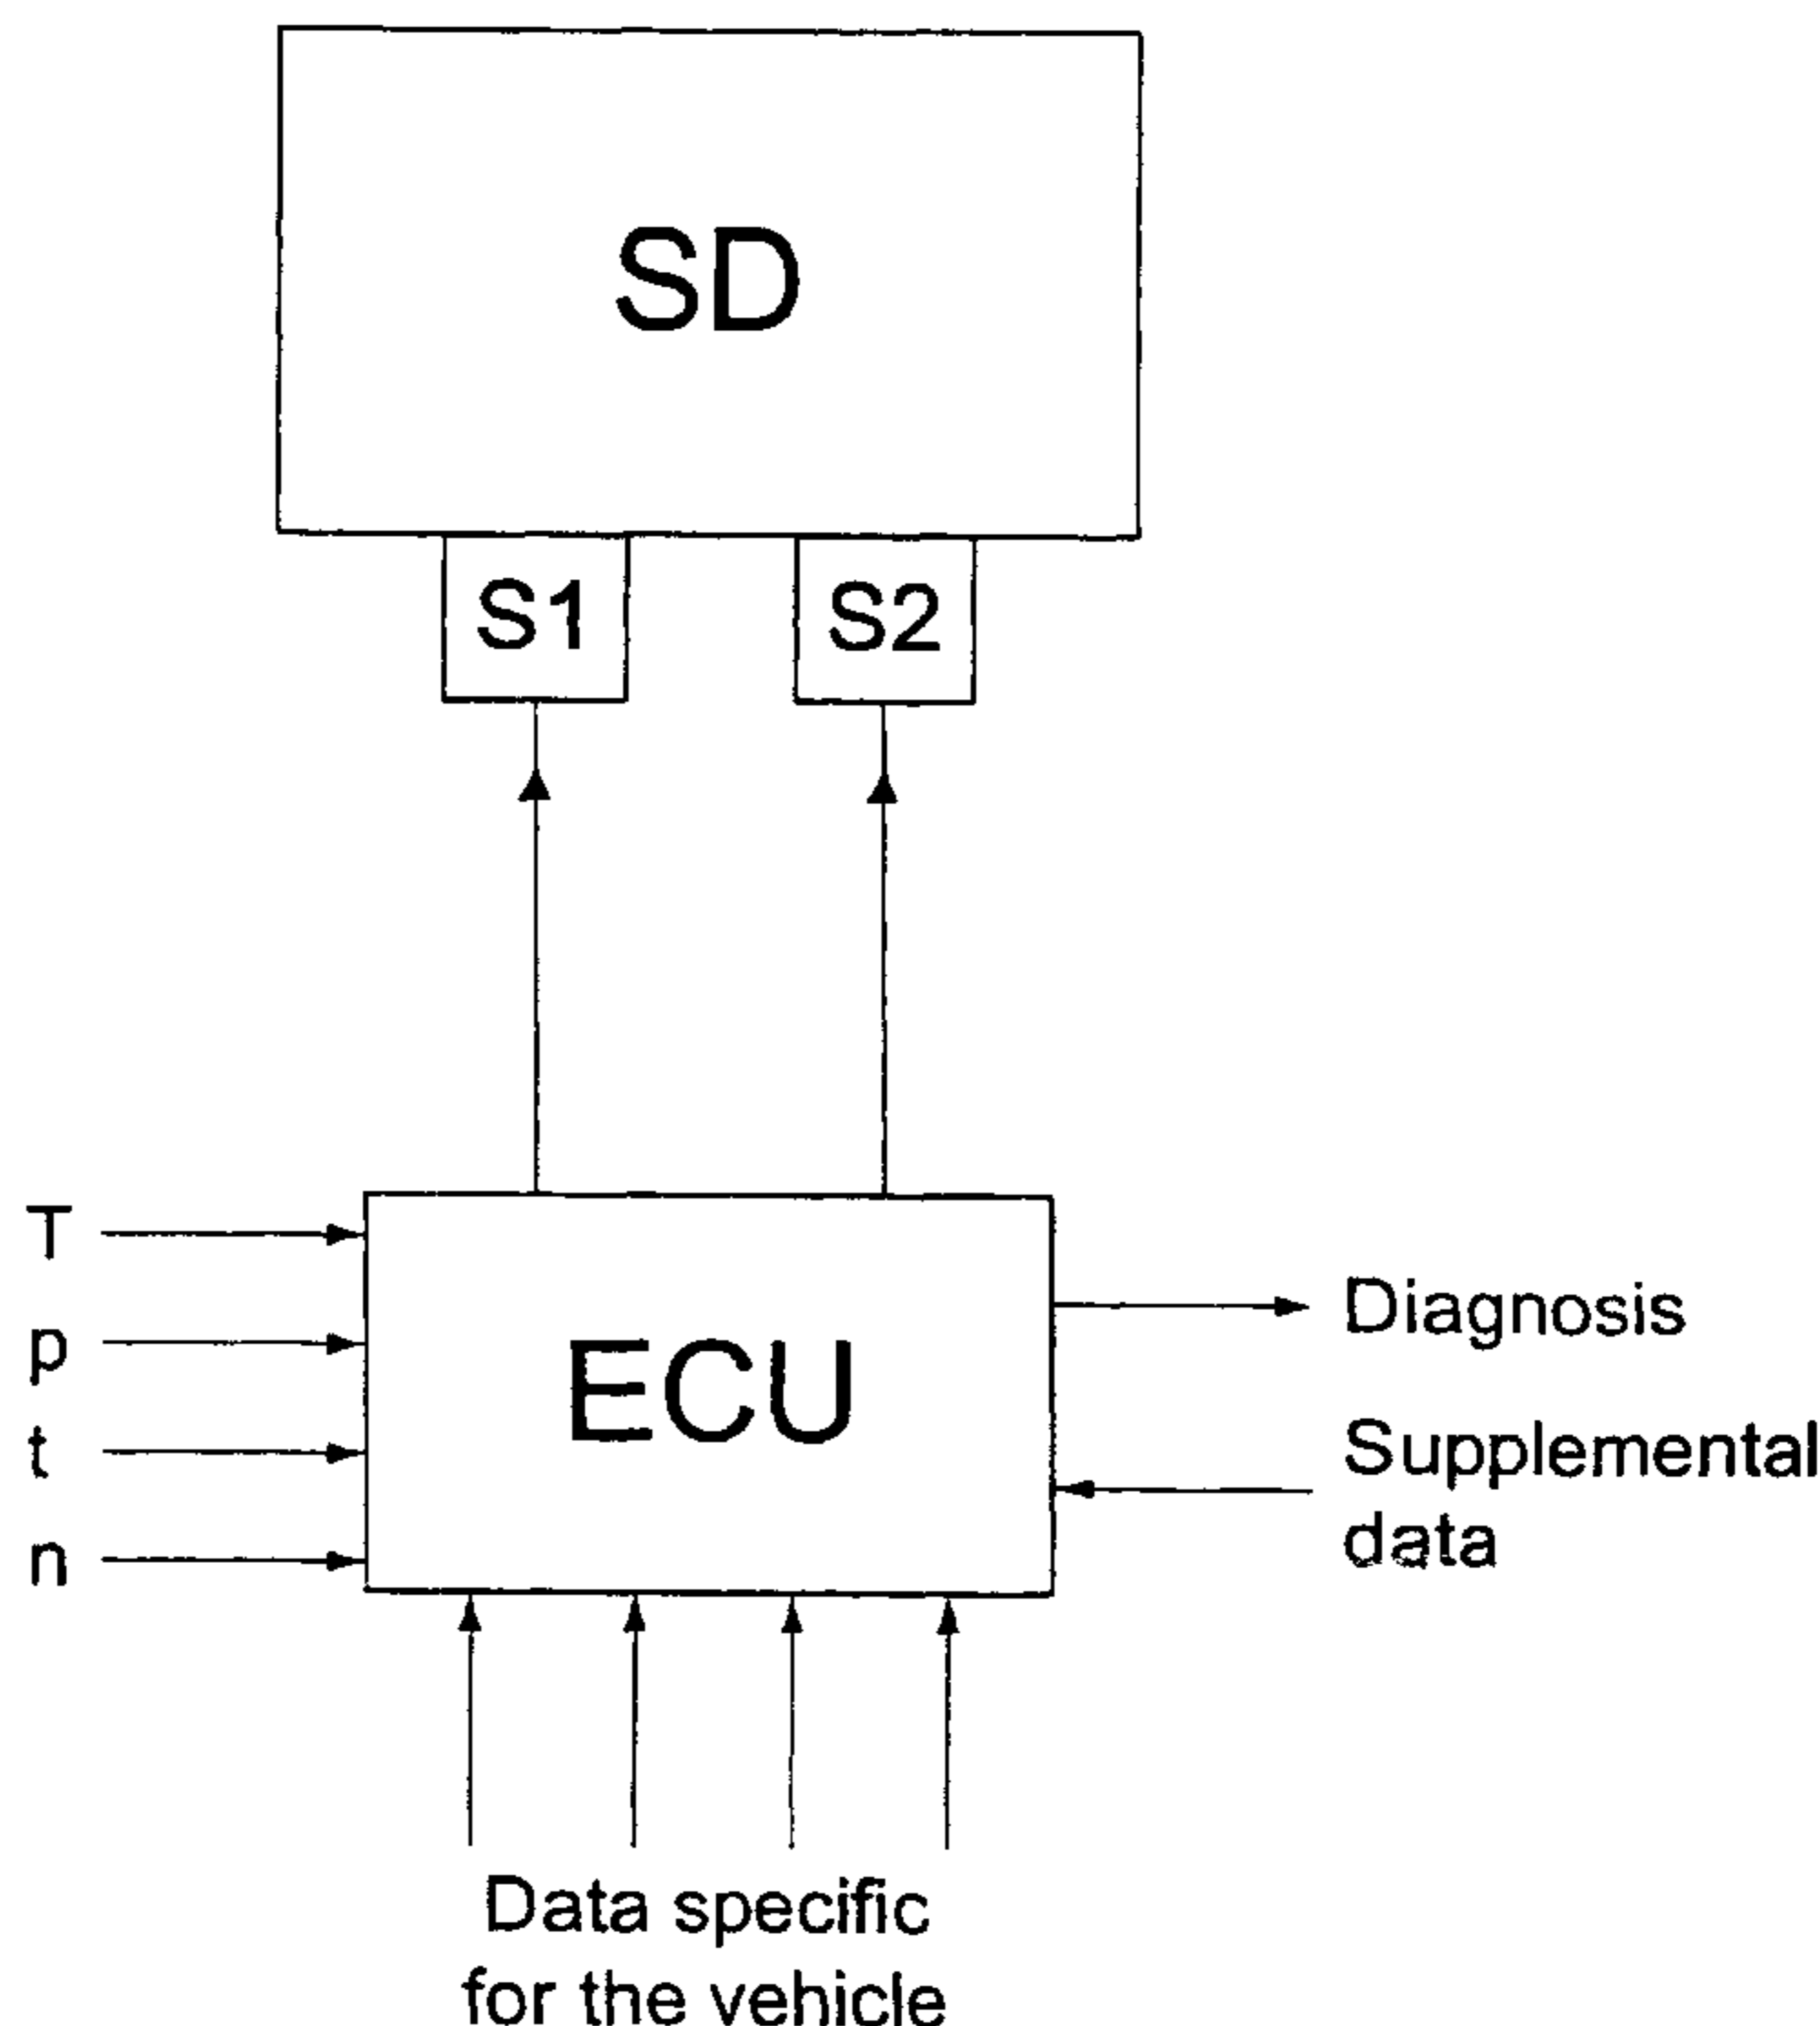 SD
S1
S2
T
p
t
n
ECU
Diagnosis
Supplemental
data
Data specific
for the vehicle